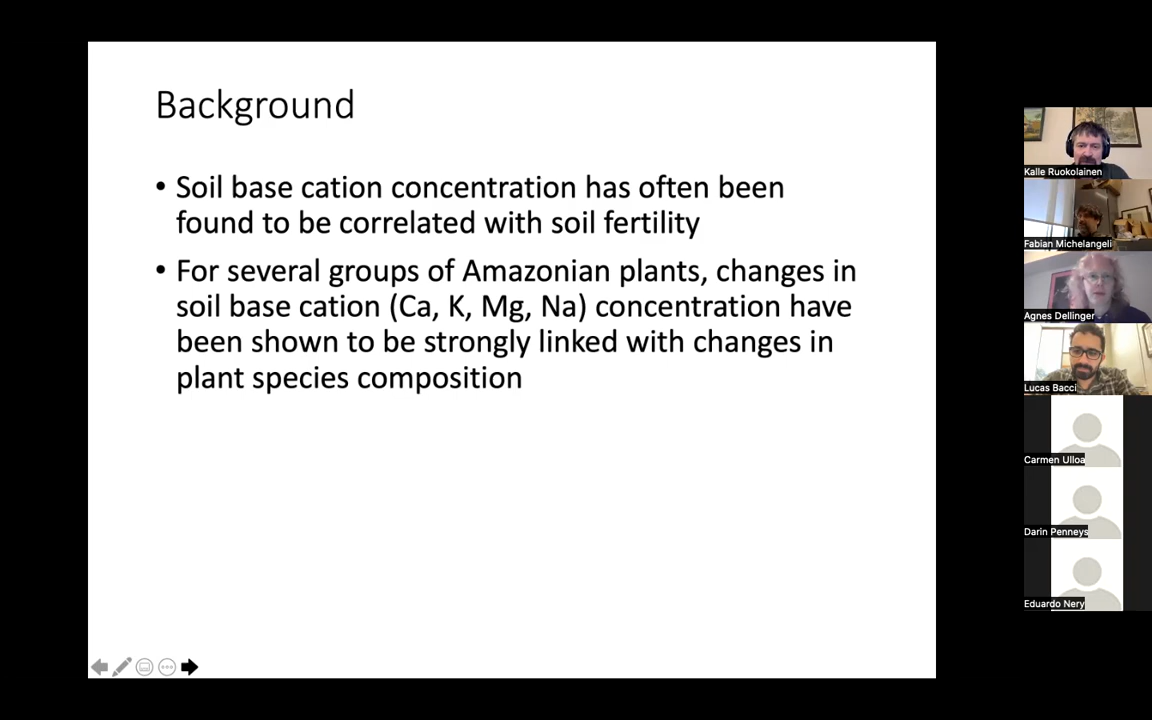 Background
• Soil base cation concentration has often been
found to be correlated with soil fertility
• For several groups of Amazonian plants, changes in
soil base cation (Ca, K, Mg, Na) concentration have
been shown to be strongly linked with changes in
plant species composition
Kalle Ruokolainen
Fabian Michelangeli
Agnes Dellinger
Lucas Bacci
Carmen Ulloa
Darin Penneys
Eduardo Nery